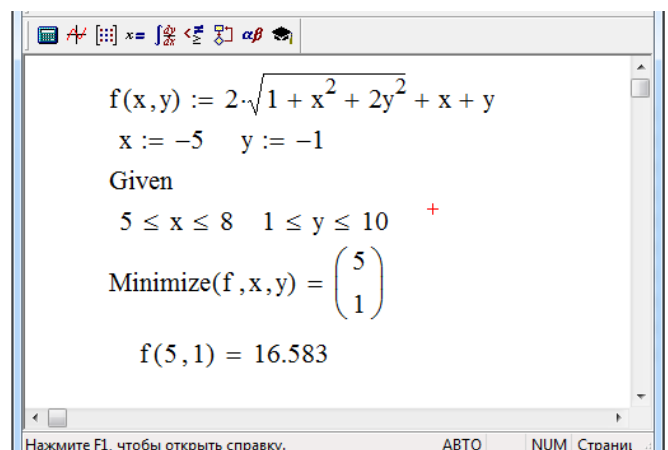 f(x,y) := 2·√(1 + x² + 2y²) + x + y
x := −5 y := −1
Given
5 ≤ x ≤ 8 1 ≤ y ≤ 10
Minimize(f,x,y) = (5
1)
f(5,1) = 16.583
Нажмите F1, чтобы открыть справку. АВТО NUM Страниц